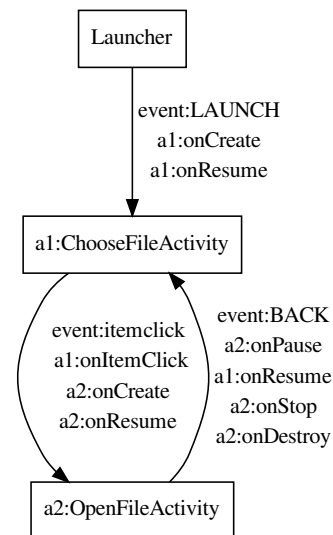 Launcher
event:LAUNCH
a1:onCreate
a1:onResume
a1:ChooseFileActivity
event:itemclick
a1:onItemClick
a2:onCreate
a2:onResume
event:BACK
a2:onPause
a1:onResume
a2:onStop
a2:onDestroy
a2:OpenFileActivity